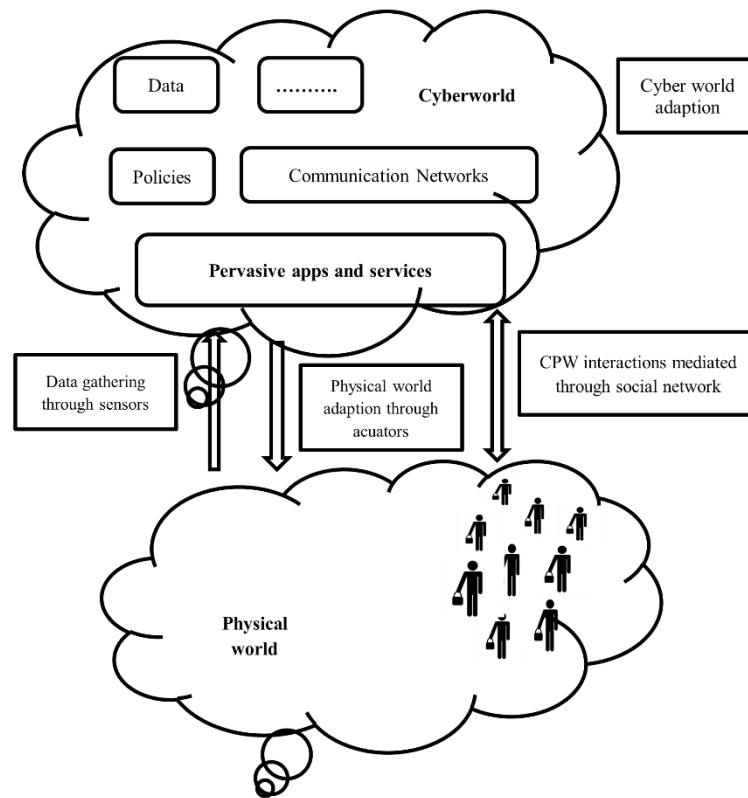 Data
..........
Cyberworld
Cyber world
adaption
Policies
Communication Networks
Pervasive apps and services
Data gathering
through sensors
Physical world
adaption through
acuators
CPW interactions mediated
through social network
Physical
world